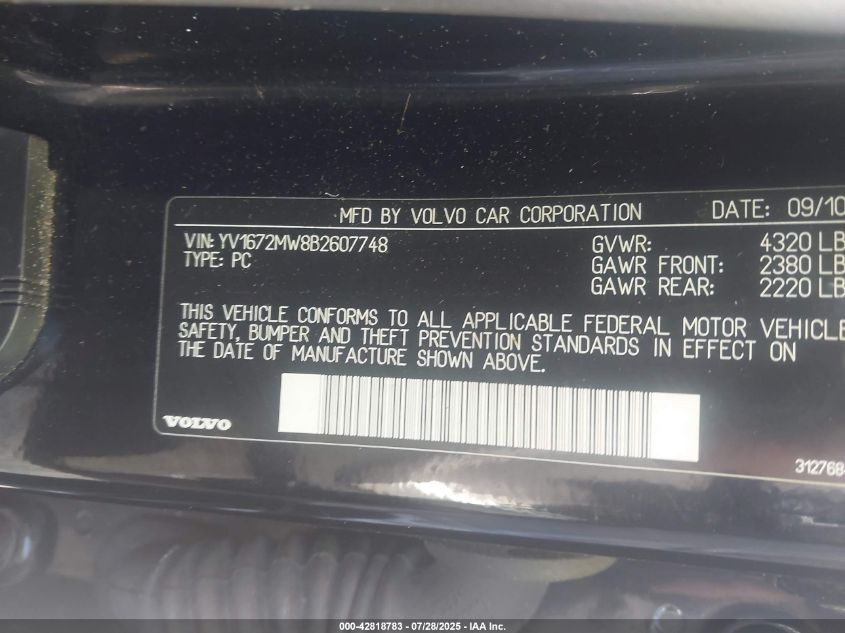 MFD BY VOLVO CAR CORPORATION DATE: 09/10
VIN: YV1672MW8B2607748 GVWR: 4320 LB
TYPE: PC GAWR FRONT: 2380 LB
GAWR REAR: 2220 LB
THIS VEHICLE CONFORMS TO ALL APPLICABLE FEDERAL MOTOR VEHICLE
SAFETY, BUMPER AND THEFT PREVENTION STANDARDS IN EFFECT ON
THE DATE OF MANUFACTURE SHOWN ABOVE.
VOLVO
312768
000-42818783 / 07/28/2025 - IAA Inc.